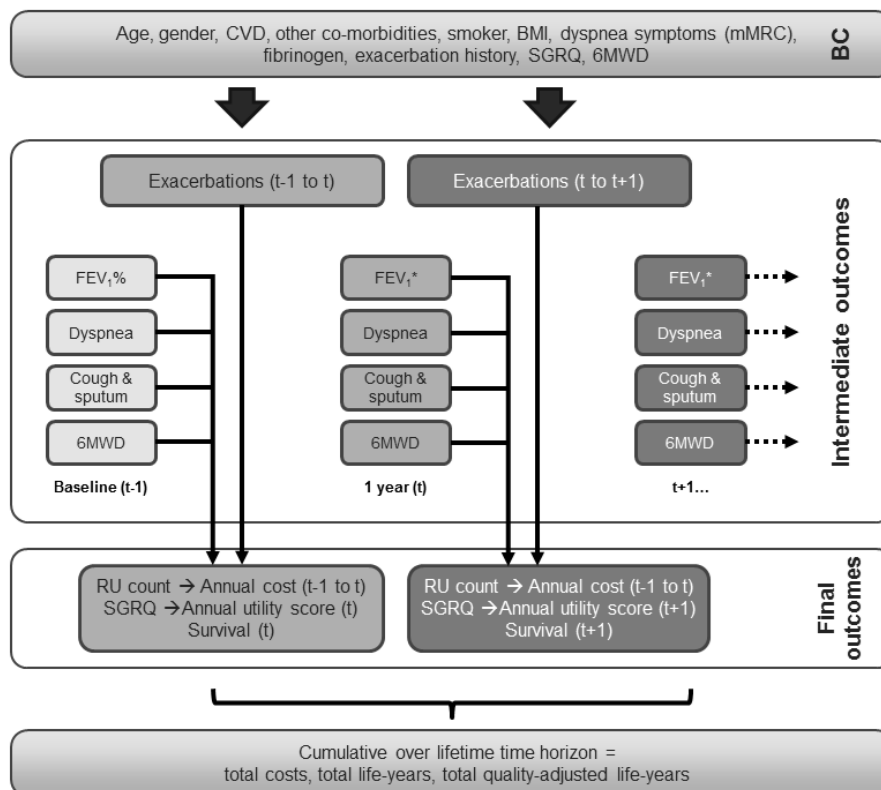 Age, gender, CVD, other co-morbidities, smoker, BMI, dyspnea symptoms (mMRC),
fibrinogen, exacerbation history, SGRQ, 6MWD
BC
Exacerbations (t-1 to t)
Exacerbations (t to t+1)
Intermediate outcomes
FEV₁%
FEV₁*
FEV₁*
Dyspnea
Dyspnea
Dyspnea
Cough &
sputum
Cough &
sputum
Cough &
sputum
6MWD
6MWD
6MWD
Baseline (t-1)
1 year (t)
t+1...
RU count → Annual cost (t-1 to t)
SGRQ →Annual utility score (t)
Survival (t)
RU count → Annual cost (t-1 to t)
SGRQ →Annual utility score (t+1)
Survival (t+1)
Final
outcomes
Cumulative over lifetime time horizon =
total costs, total life-years, total quality-adjusted life-years